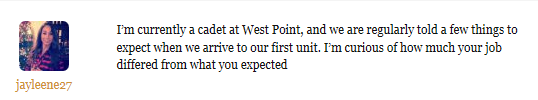 I'm currently a cadet at West Point, and we are regularly told a few things to
expect when we arrive to our first unit. I'm curious of how much your job
differed from what you expected
jayleene27